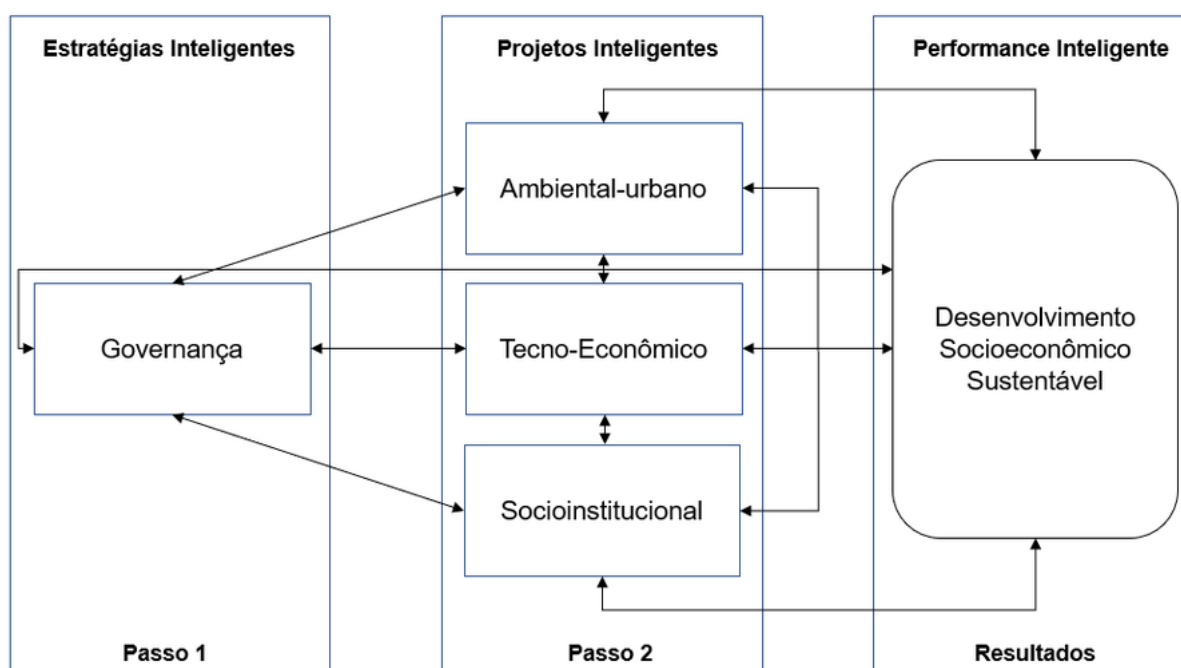 Estratégias Inteligentes
Projetos Inteligentes
Performance Inteligente
Ambiental-urbano
Governança
Tecno-Econômico
Desenvolvimento
Socioeconômico
Sustentável
Socioinstitucional
Passo 1
Passo 2
Resultados